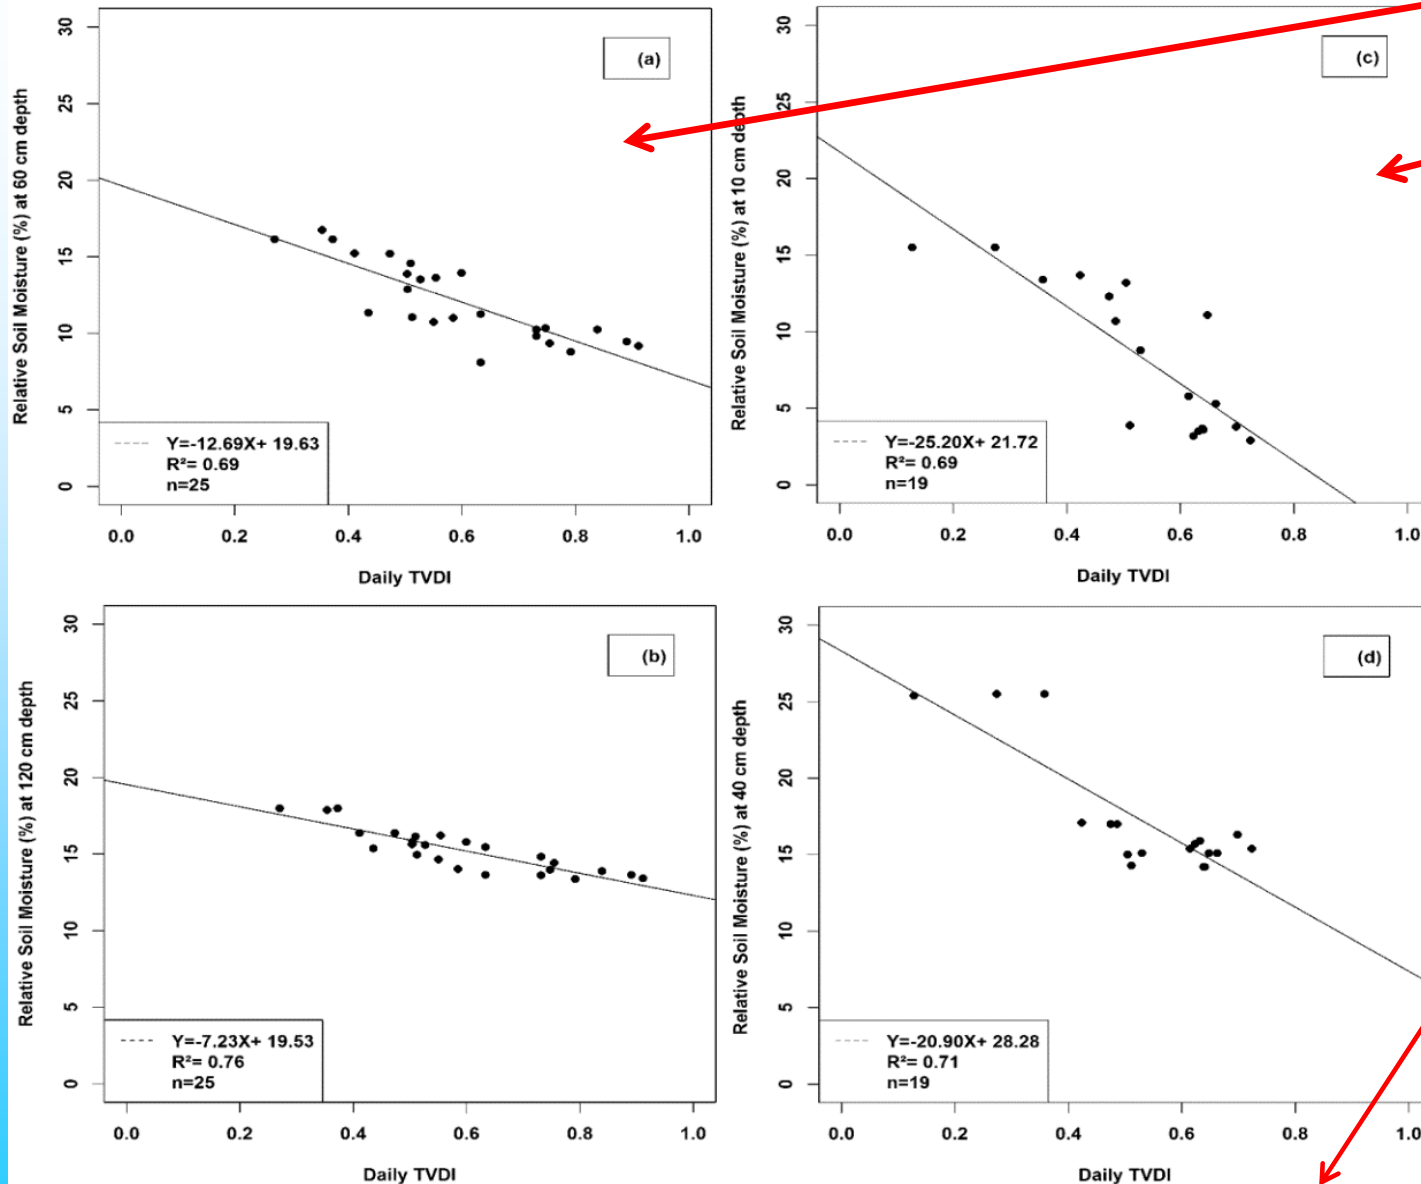 (a)
Relative Soil Moisture (%) at 60 cm depth
30
25
20
15
10
5
0
Y=-12.69X+ 19.63
R²= 0.69
n=25
0.0 0.2 0.4 0.6 0.8 1.0
Daily TVDI
(c)
Relative Soil Moisture (%) at 10 cm depth
30
25
20
15
10
5
0
Y=-25.20X+ 21.72
R²= 0.69
n=19
0.0 0.2 0.4 0.6 0.8 1.0
Daily TVDI
(b)
Relative Soil Moisture (%) at 120 cm depth
30
25
20
15
10
5
0
Y=-7.23X+ 19.53
R²= 0.76
n=25
0.0 0.2 0.4 0.6 0.8 1.0
Daily TVDI
(d)
Relative Soil Moisture (%) at 40 cm depth
30
25
20
15
10
5
0
Y=-20.90X+ 28.28
R²= 0.71
n=19
0.0 0.2 0.4 0.6 0.8 1.0
Daily TVDI